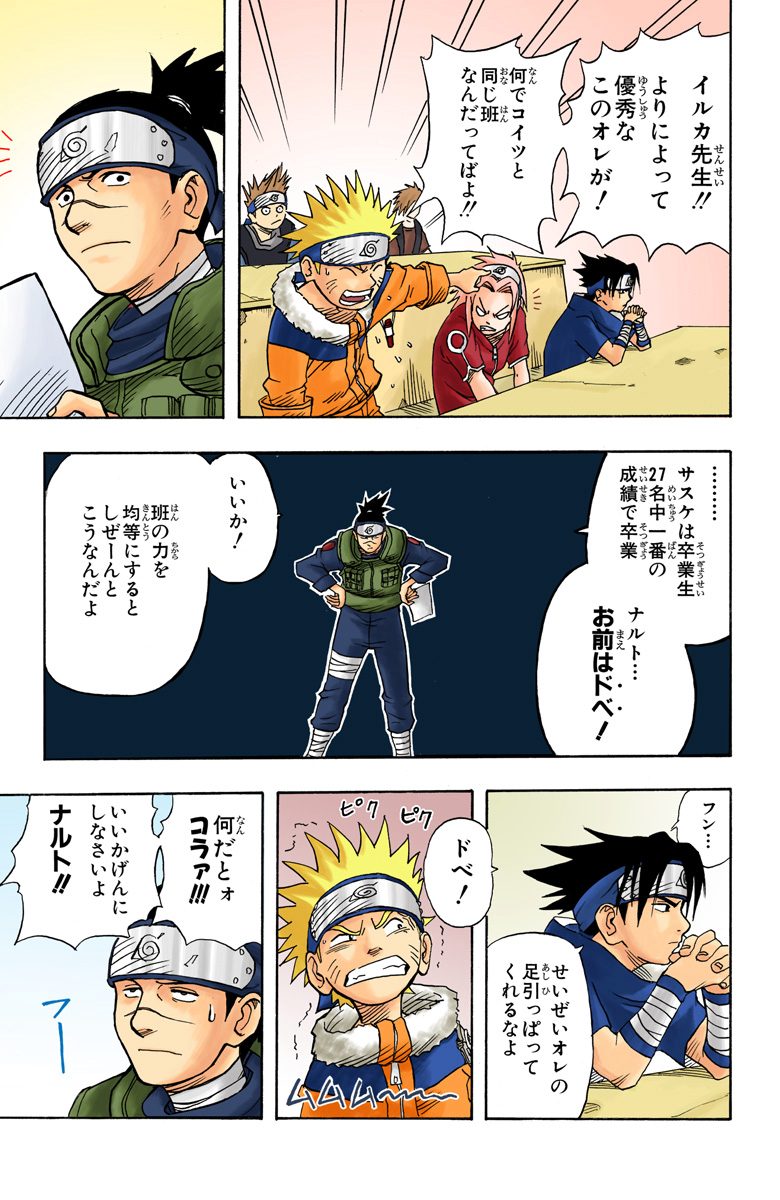 イルカ先生!!
よりによって
優秀な
このオレが!
何でコイツと
同じ班
なんだってばよ!!
………
サスケは卒業生
27名中一番の
成績で卒業
ナルト…
お前はドベ!
いいか!
班の力を
均等にすると
しぜーんと
こうなんだよ
フン…
せいぜいオレの
足引っぱって
くれるなよ
ドベ!
ピク
ピク
ムムムム
何だとォ
コラァ!!!
いいかげんに
しなさいよ
ナルト!!
フー